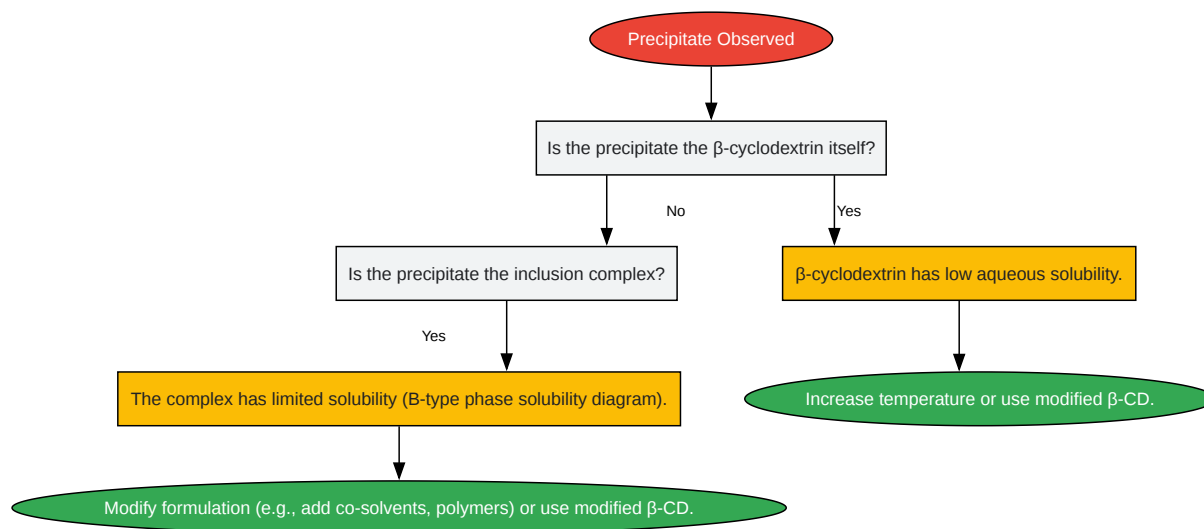 Precipitate Observed
Is the precipitate the β-cyclodextrin itself?
No
Yes
Is the precipitate the inclusion complex?
β-cyclodextrin has low aqueous solubility.
Yes
The complex has limited solubility (B-type phase solubility diagram).
Increase temperature or use modified β-CD.
Modify formulation (e.g., add co-solvents, polymers) or use modified β-CD.